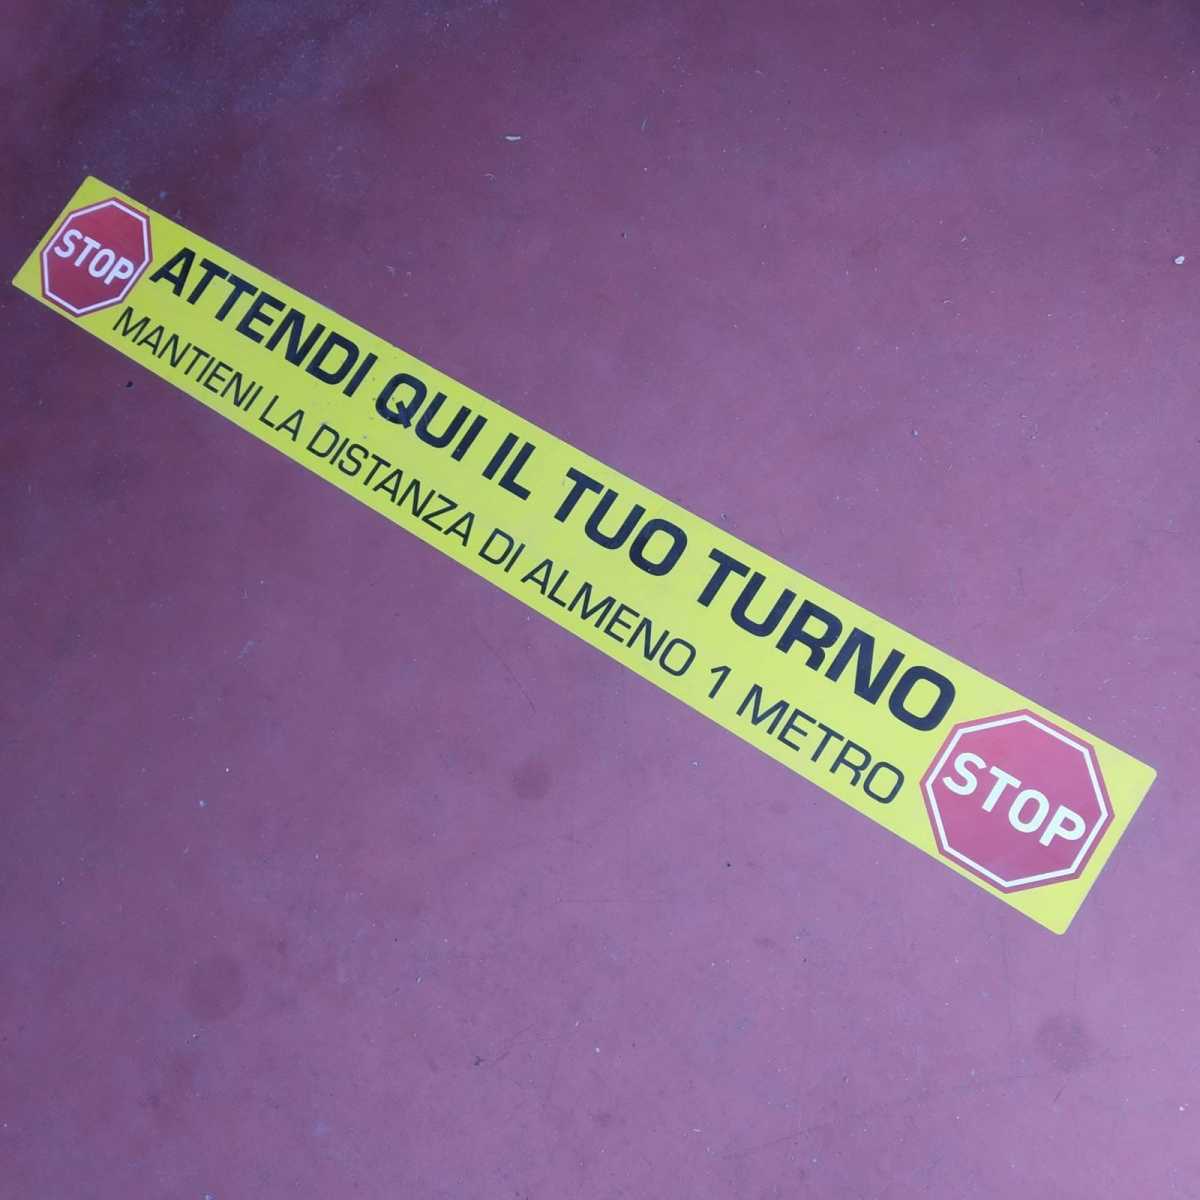 STOP
ATTENDI QUI IL TUO TURNO
MANTIENI LA DISTANZA DI ALMENO 1 METRO
STOP